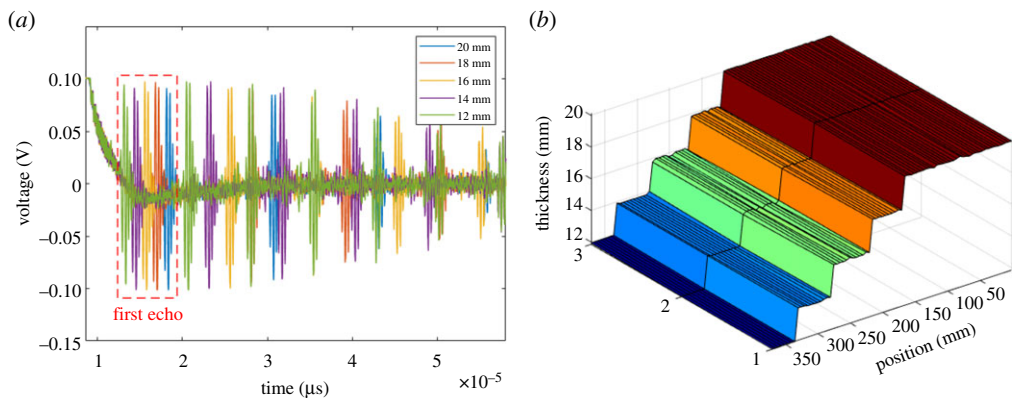 (a)
0.10
0.05
0
–0.05
–0.10
–0.15
voltage (V)
20 mm
18 mm
16 mm
14 mm
12 mm
first echo
1
2
3
4
5
×10–5
time (μs)
(b)
20
18
16
14
12
thickness (mm)
3
2
1
350
300
250
200
150
100
50
position (mm)